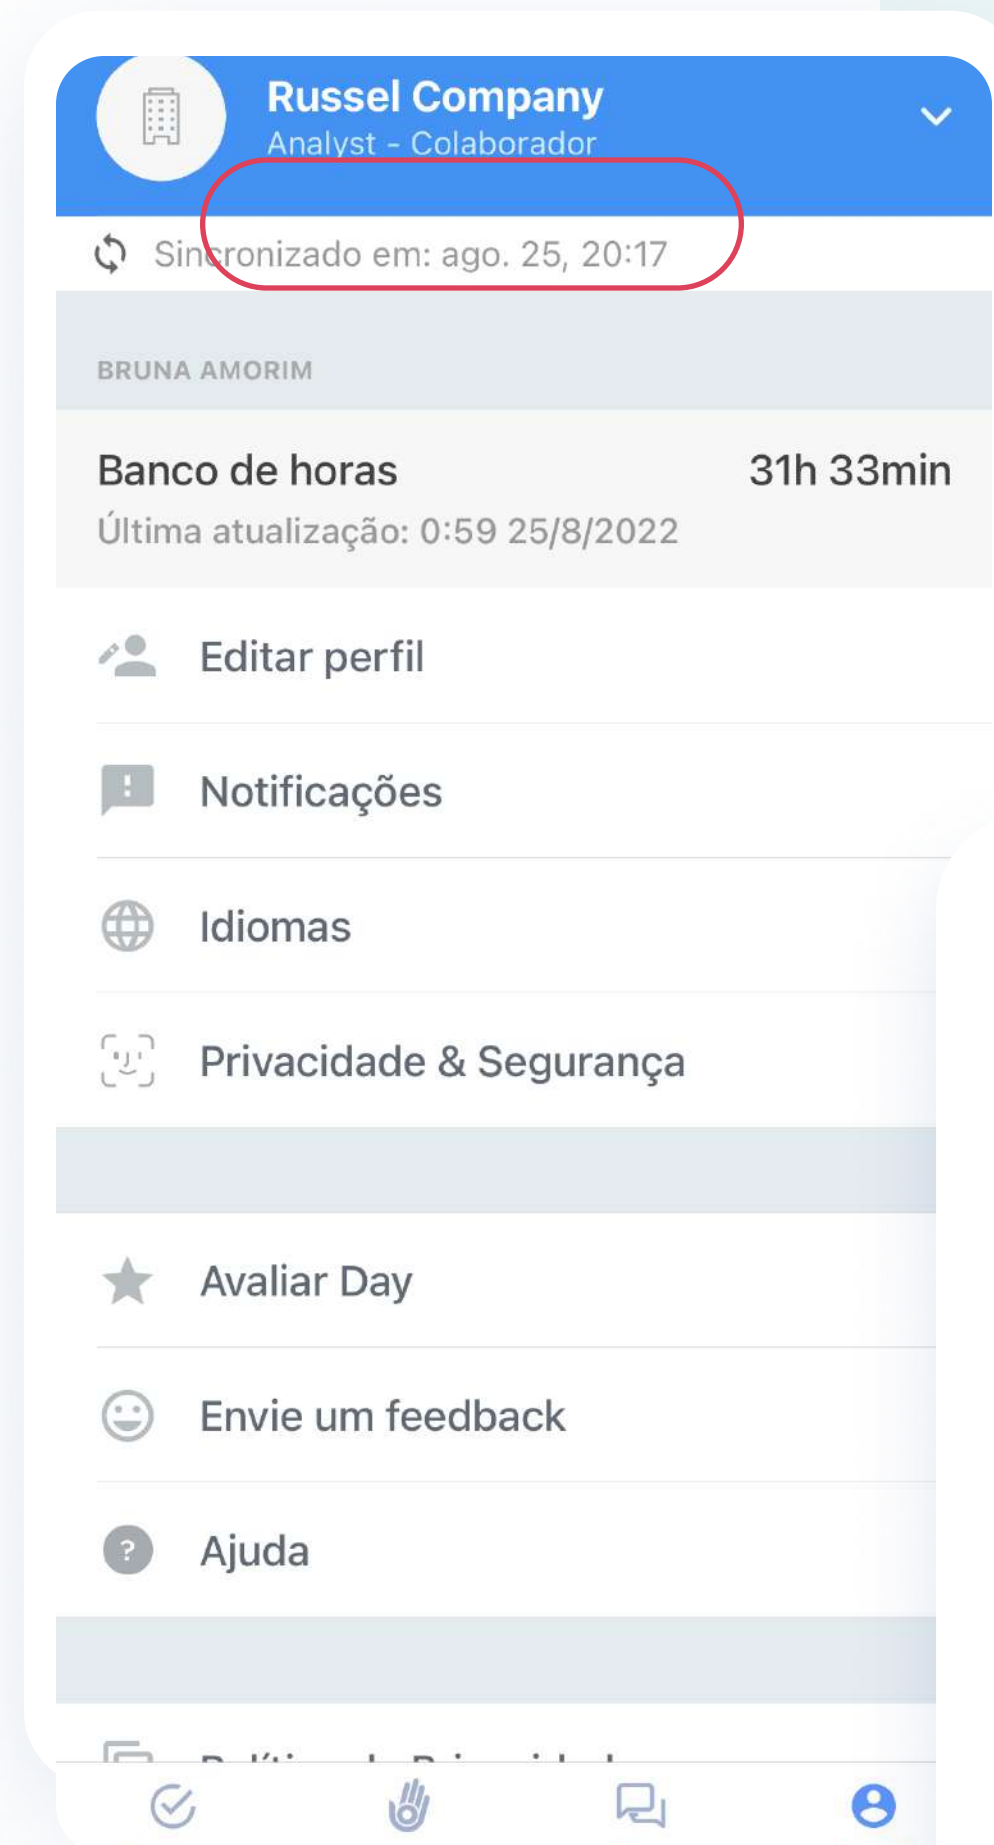 Russel Company
Analyst - Colaborador
Sincronizado em: ago. 25, 20:17
BRUNA AMORIM
Banco de horas 31h 33min
Última atualização: 0:59 25/8/2022
Editar perfil
Notificações
Idiomas
Privacidade & Segurança
Avaliar Day
Envie um feedback
Ajuda